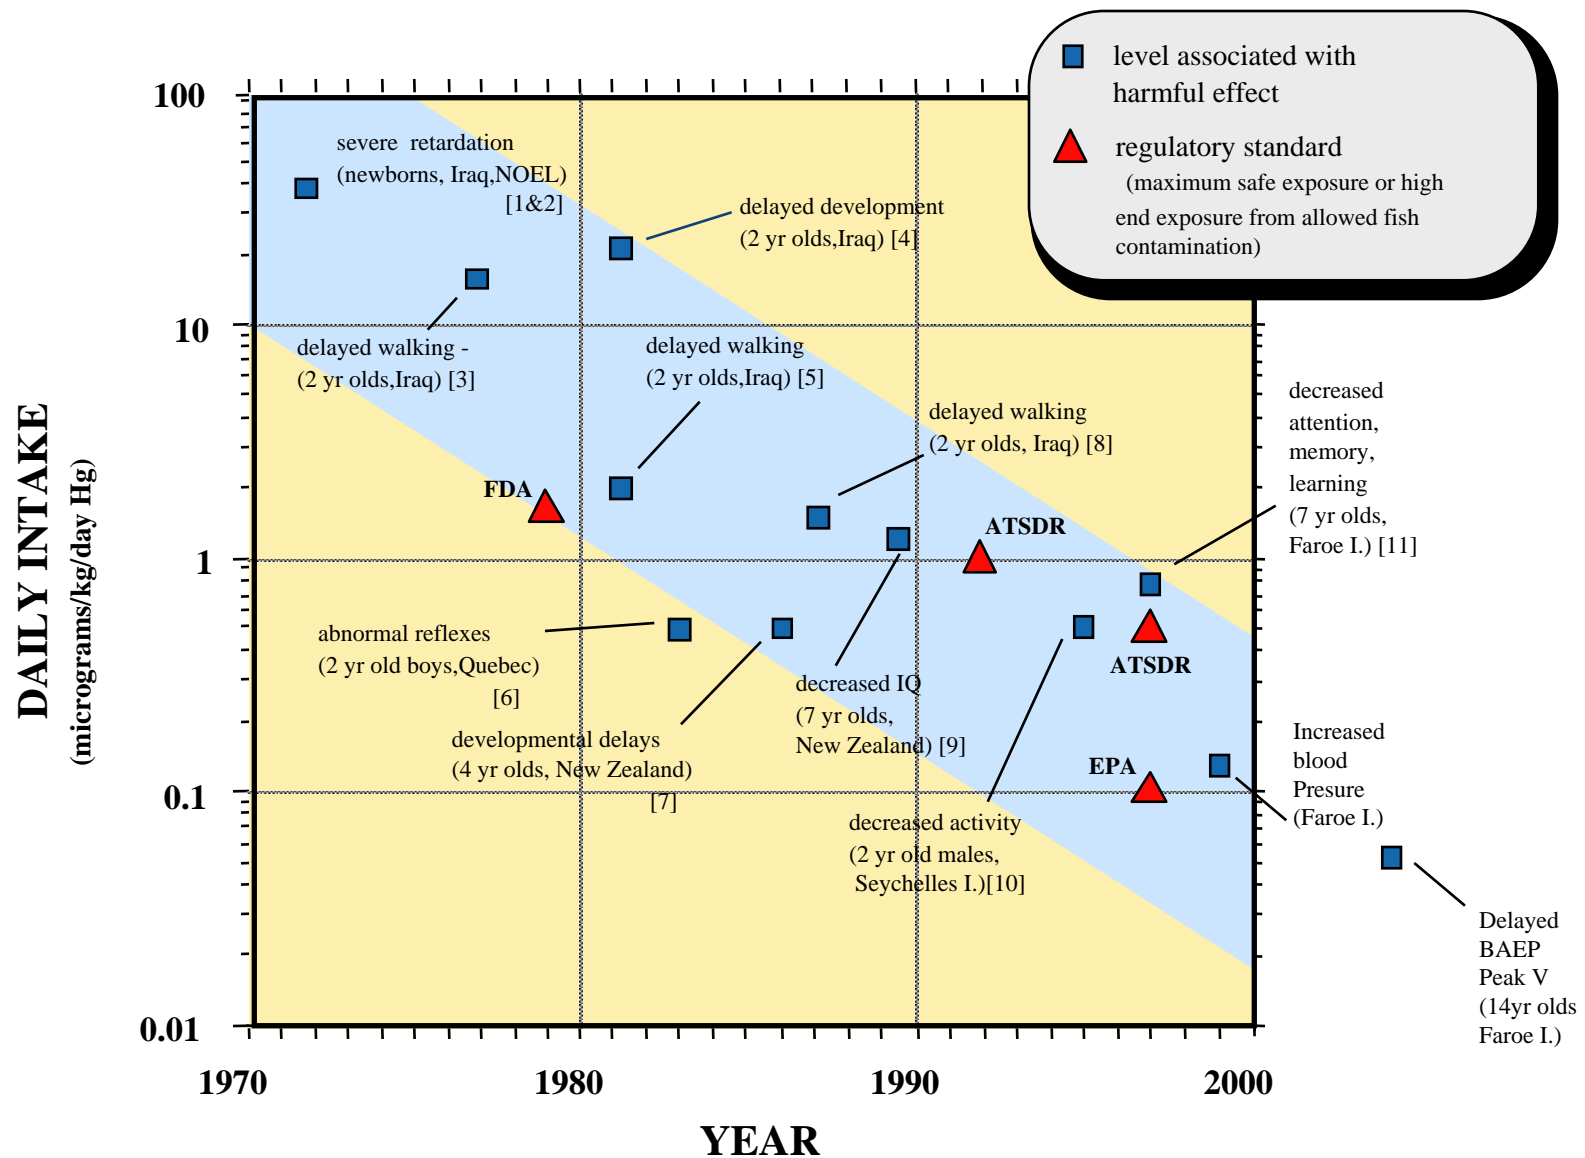 level associated with
harmful effect
regulatory standard
(maximum safe exposure or high
end exposure from allowed fish
contamination)
100
10
1
0.1
0.01
DAILY INTAKE
(micrograms/kg/day Hg)
severe retardation
(newborns, Iraq,NOEL)
[1&2]
delayed development
(2 yr olds,Iraq) [4]
delayed walking -
(2 yr olds,Iraq) [3]
delayed walking
(2 yr olds,Iraq) [5]
delayed walking
(2 yr olds, Iraq) [8]
decreased
attention,
memory,
learning
(7 yr olds,
Faroe I.) [11]
FDA
ATSDR
abnormal reflexes
(2 yr old boys,Quebec)
[6]
ATSDR
decreased IQ
(7 yr olds,
New Zealand) [9]
developmental delays
(4 yr olds, New Zealand)
[7]
EPA
Increased
blood
Presure
(Faroe I.)
decreased activity
(2 yr old males,
Seychelles I.)[10]
Delayed
BAEP
Peak V
(14yr olds
Faroe I.)
1970
1980
1990
2000
YEAR